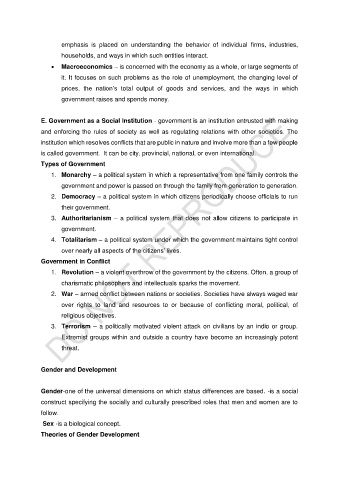 emphasis is placed on understanding the behavior of individual firms, industries,
households, and ways in which such entities interact.
• Macroeconomics – is concerned with the economy as a whole, or large segments of
it. It focuses on such problems as the role of unemployment, the changing level of
prices, the nation's total output of goods and services, and the ways in which
government raises and spends money.
E. Government as a Social Institution - government is an institution entrusted with making
and enforcing the rules of society as well as regulating relations with other societies. The
institution which resolves conflicts that are public in nature and involve more than a few people
is called government. It can be city, provincial, national, or even international.
Types of Government
1. Monarchy – a political system in which a representative from one family controls the
government and power is passed on through the family from generation to generation.
2. Democracy – a political system in which citizens periodically choose officials to run
their government.
3. Authoritarianism – a political system that does not allow citizens to participate in
government.
4. Totalitarism – a political system under which the government maintains tight control
over nearly all aspects of the citizens' lives.
Government in Conflict
1. Revolution – a violent overthrow of the government by the citizens. Often, a group of
charismatic philosophers and intellectuals sparks the movement.
2. War – armed conflict between nations or societies. Societies have always waged war
over rights to land and resources to or because of conflicting moral, political, of
religious objectives.
3. Terrorism – a politically motivated violent attack on civilians by an indiv or group.
Extremist groups within and outside a country have become an increasingly potent
threat.
Gender and Development
Gender-one of the universal dimensions on which status differences are based. -is a social
construct specifying the socially and culturally prescribed roles that men and women are to
follow.
Sex -is a biological concept.
Theories of Gender Development
DO NOT REPRODUCE